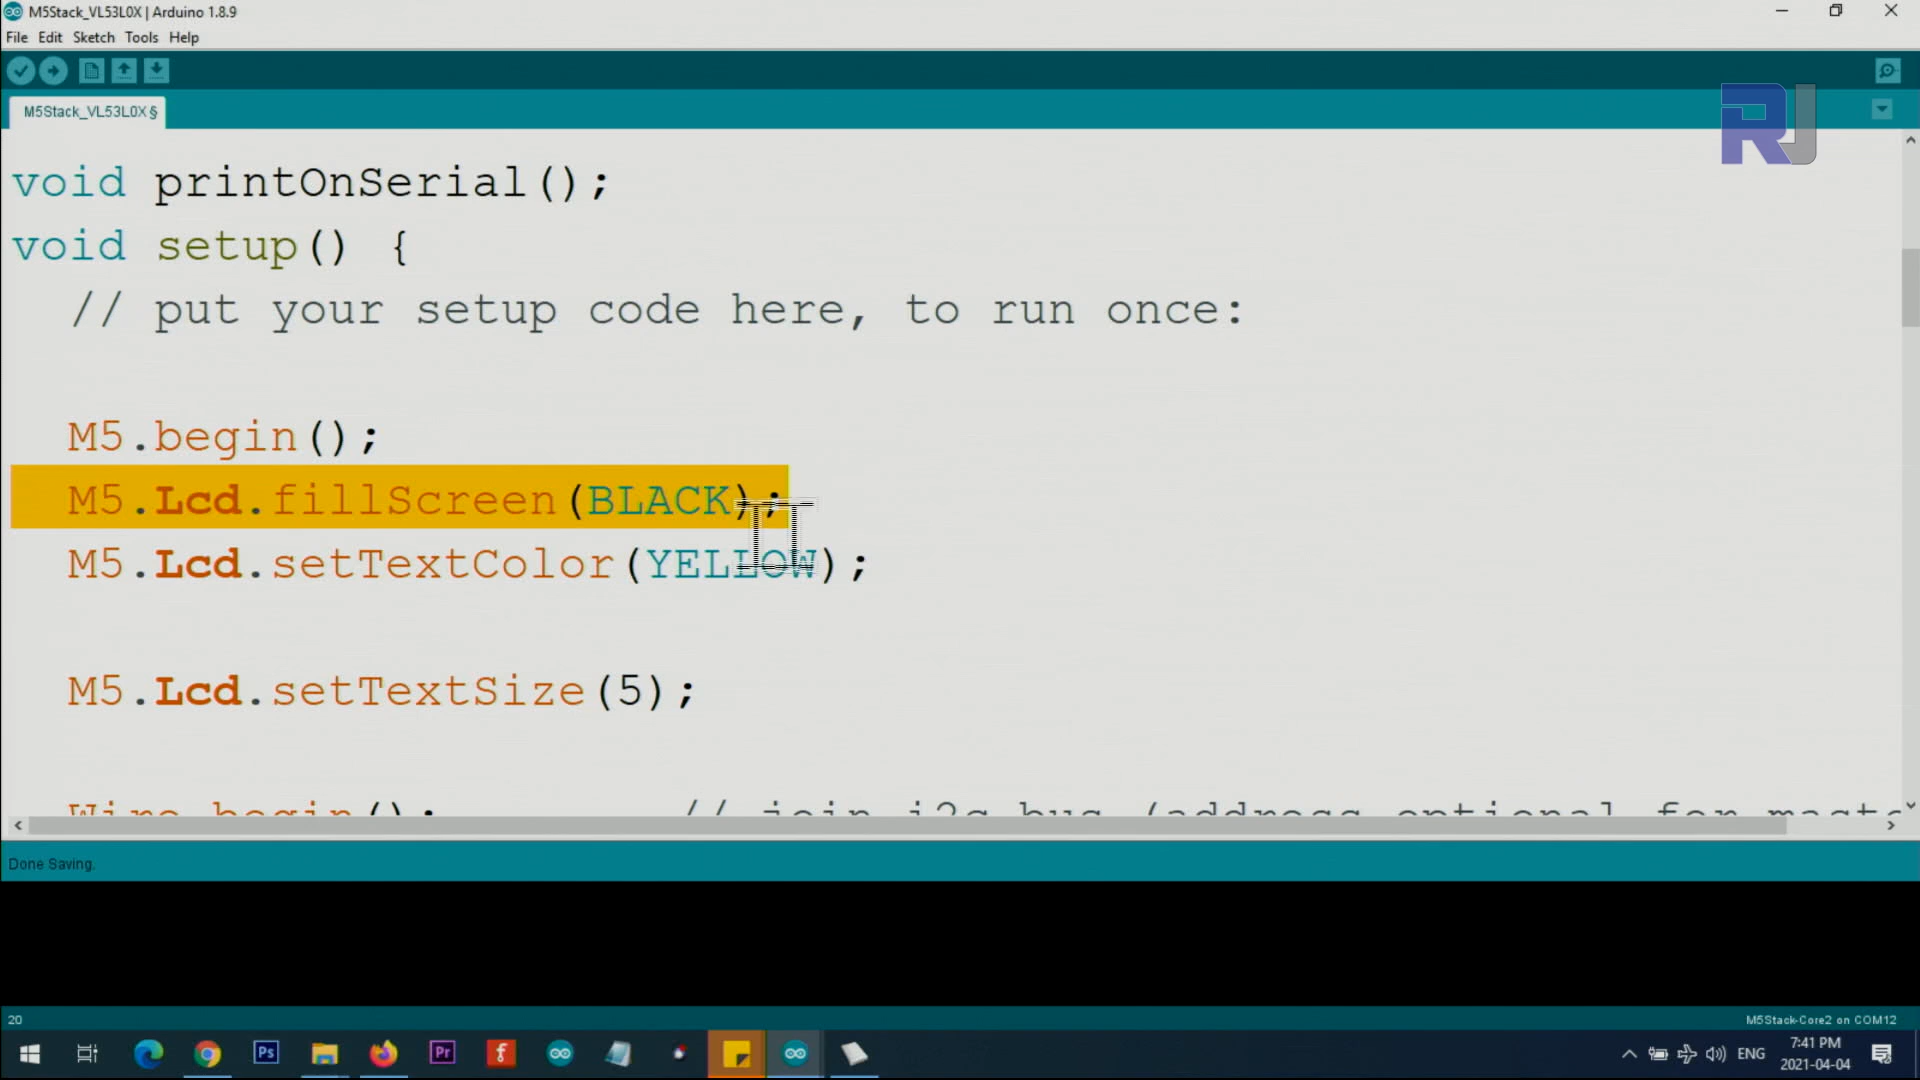 M5Stack_VL53L0X | Arduino 1.8.9
File Edit Sketch Tools Help
RJ
M5Stack_VL53L0X §
void printOnSerial();
void setup() {
// put your setup code here, to run once:
M5.begin();
M5.Lcd.fillScreen(BLACK);
M5.Lcd.setTextColor(YELLOW);
M5.Lcd.setTextSize(5);
Wire.begin(); // join i2c bus (address optional for
Done Saving.
20
M5Stack-Core2 on COM12
Ps Pr f
ENG
7:41 PM
2021-04-04